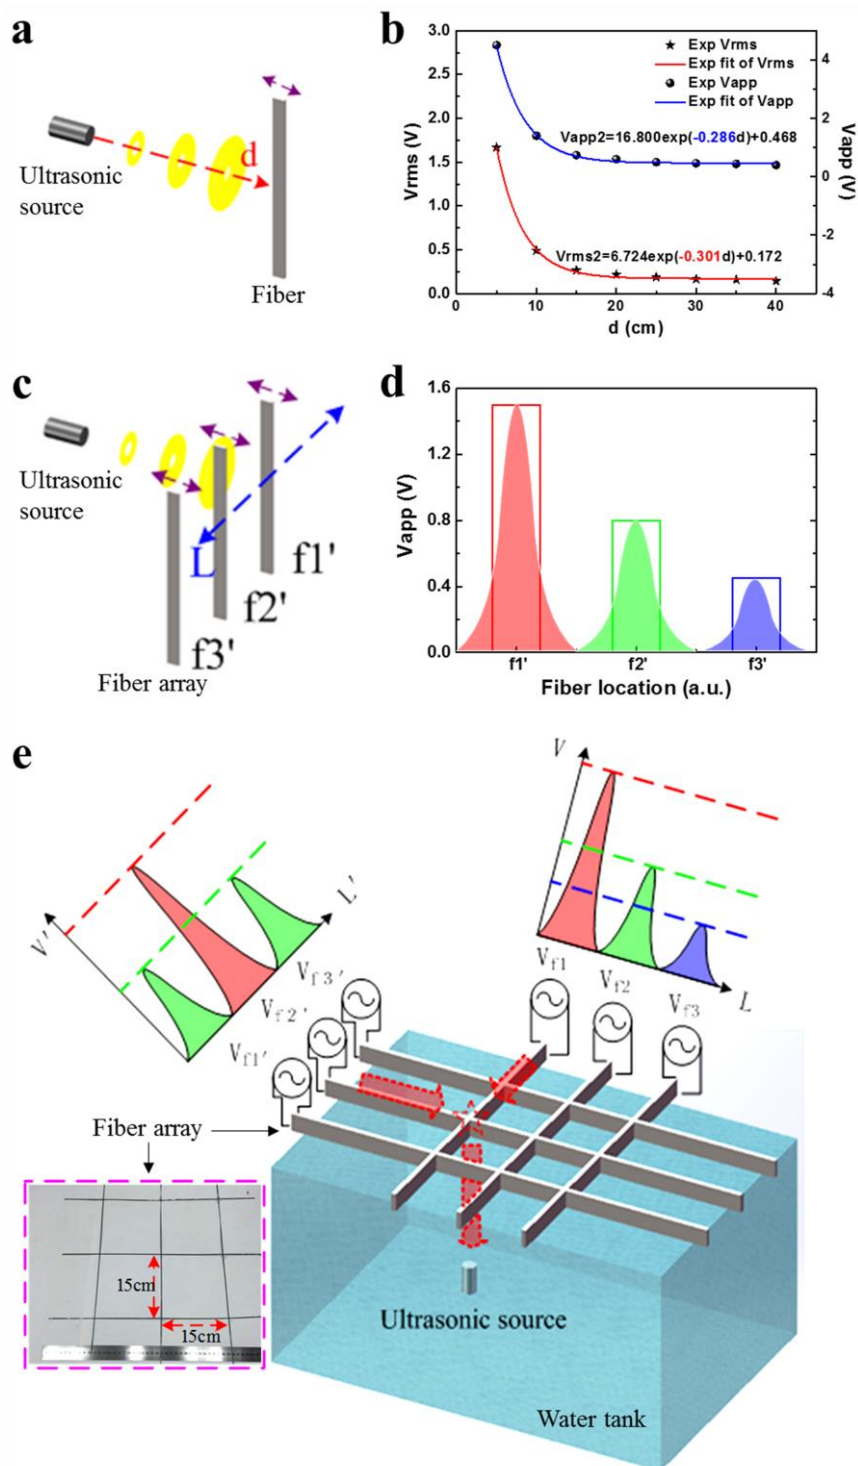 a
Ultrasonic
source
d
Fiber
b
3.0
2.5
2.0
1.5
1.0
0.5
0.0
Vrms (V)
Exp Vrms
Exp fit of Vrms
Exp Vapp
Exp fit of Vapp
Vapp2=16.800exp(-0.286d)+0.468
Vrms2=6.724exp(-0.301d)+0.172
4
2
0
-2
-4
Vapp (V)
0 10 20 30 40
d (cm)
c
Ultrasonic
source
L
f1'
f2'
f3'
Fiber array
d
1.6
1.2
0.8
0.4
0.0
Vapp (V)
f1' f2' f3'
Fiber location (a.u.)
e
V'
L'
Vf3'
Vf2'
Vf1'
V
L
Vf1
Vf2
Vf3
Fiber array
15cm
15cm
Ultrasonic source
Water tank